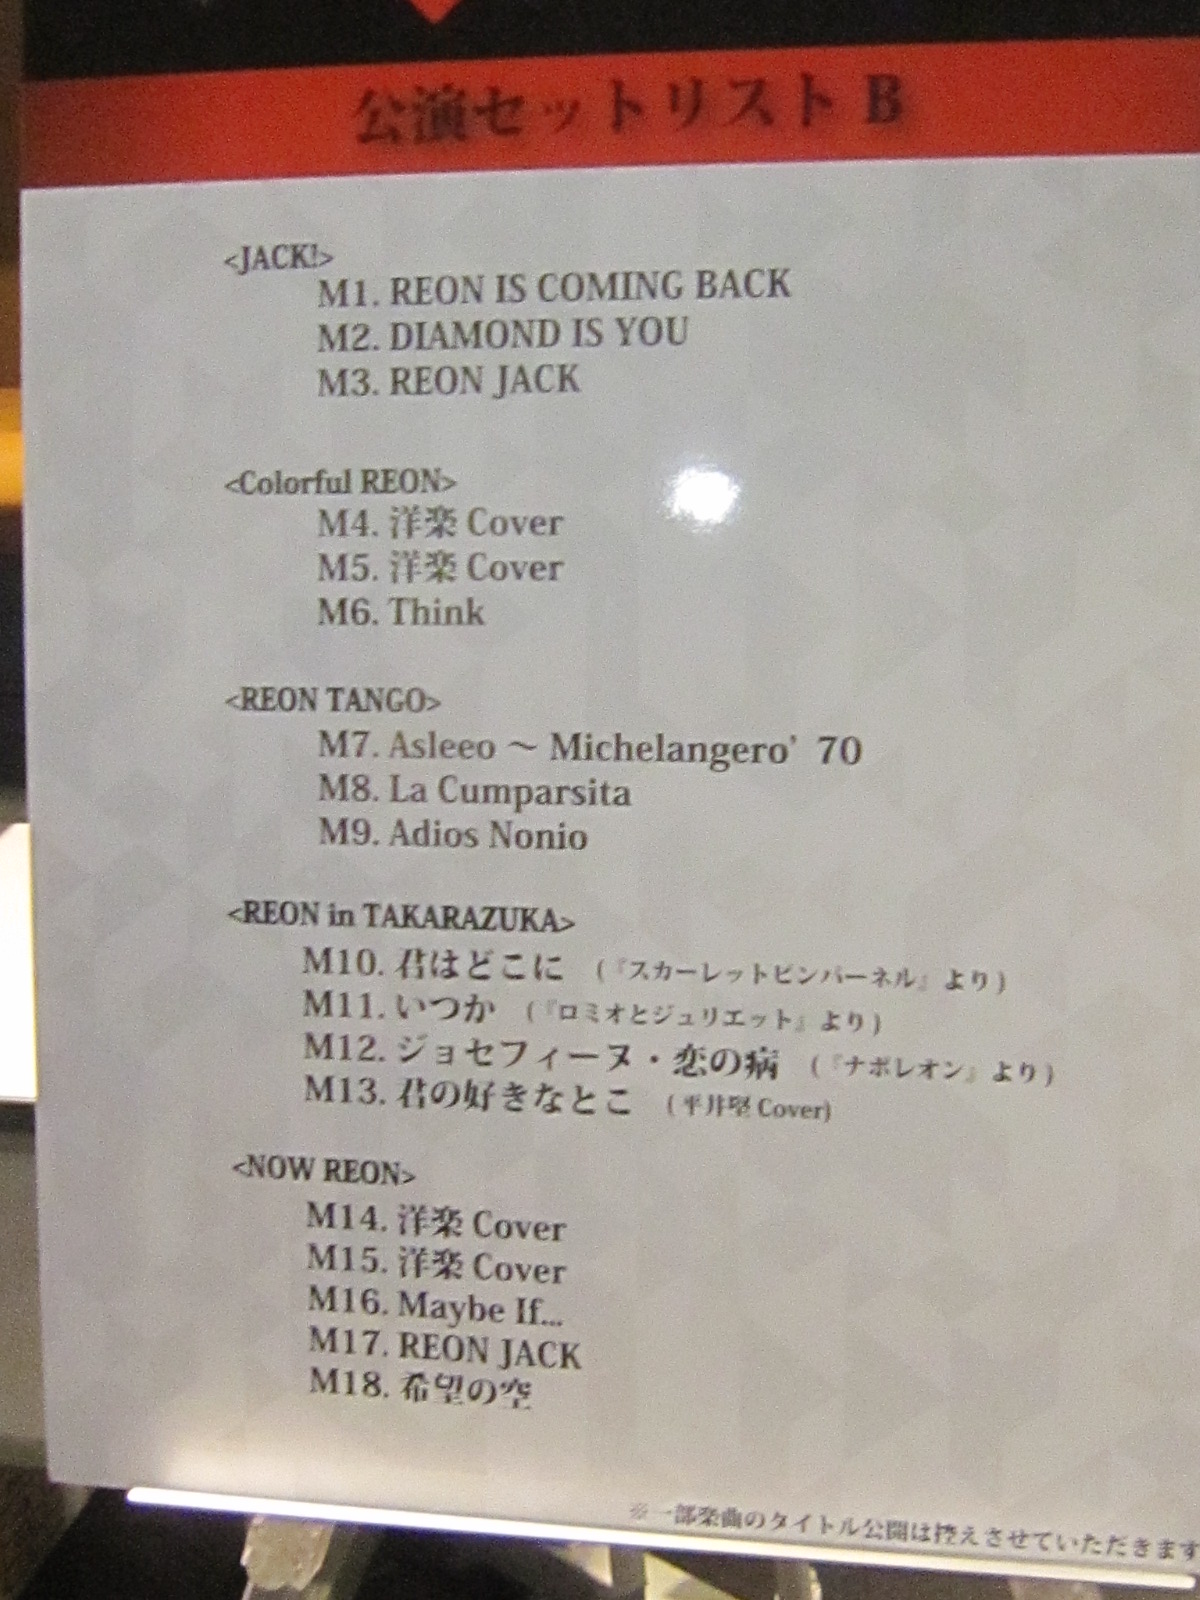 公演セットリスト B
<JACK!>
M1. REON IS COMING BACK
M2. DIAMOND IS YOU
M3. REON JACK
<Colorful REON>
M4. 洋楽 Cover
M5. 洋楽 Cover
M6. Think
<REON TANGO>
M7. Asleeo ～ Michelangero' 70
M8. La Cumparsita
M9. Adios Nonio
<REON in TAKARAZUKA>
M10. 君はどこに (『スカーレットピンパーネル』より)
M11. いつか (『ロミオとジュリエット』より)
M12. ジョセフィーヌ・恋の病 (『ナポレオン』より)
M13. 君の好きなとこ (平井堅 Cover)
<NOW REON>
M14. 洋楽 Cover
M15. 洋楽 Cover
M16. Maybe If...
M17. REON JACK
M18. 希望の空
※一部楽曲のタイトル公開は控えさせていただきます